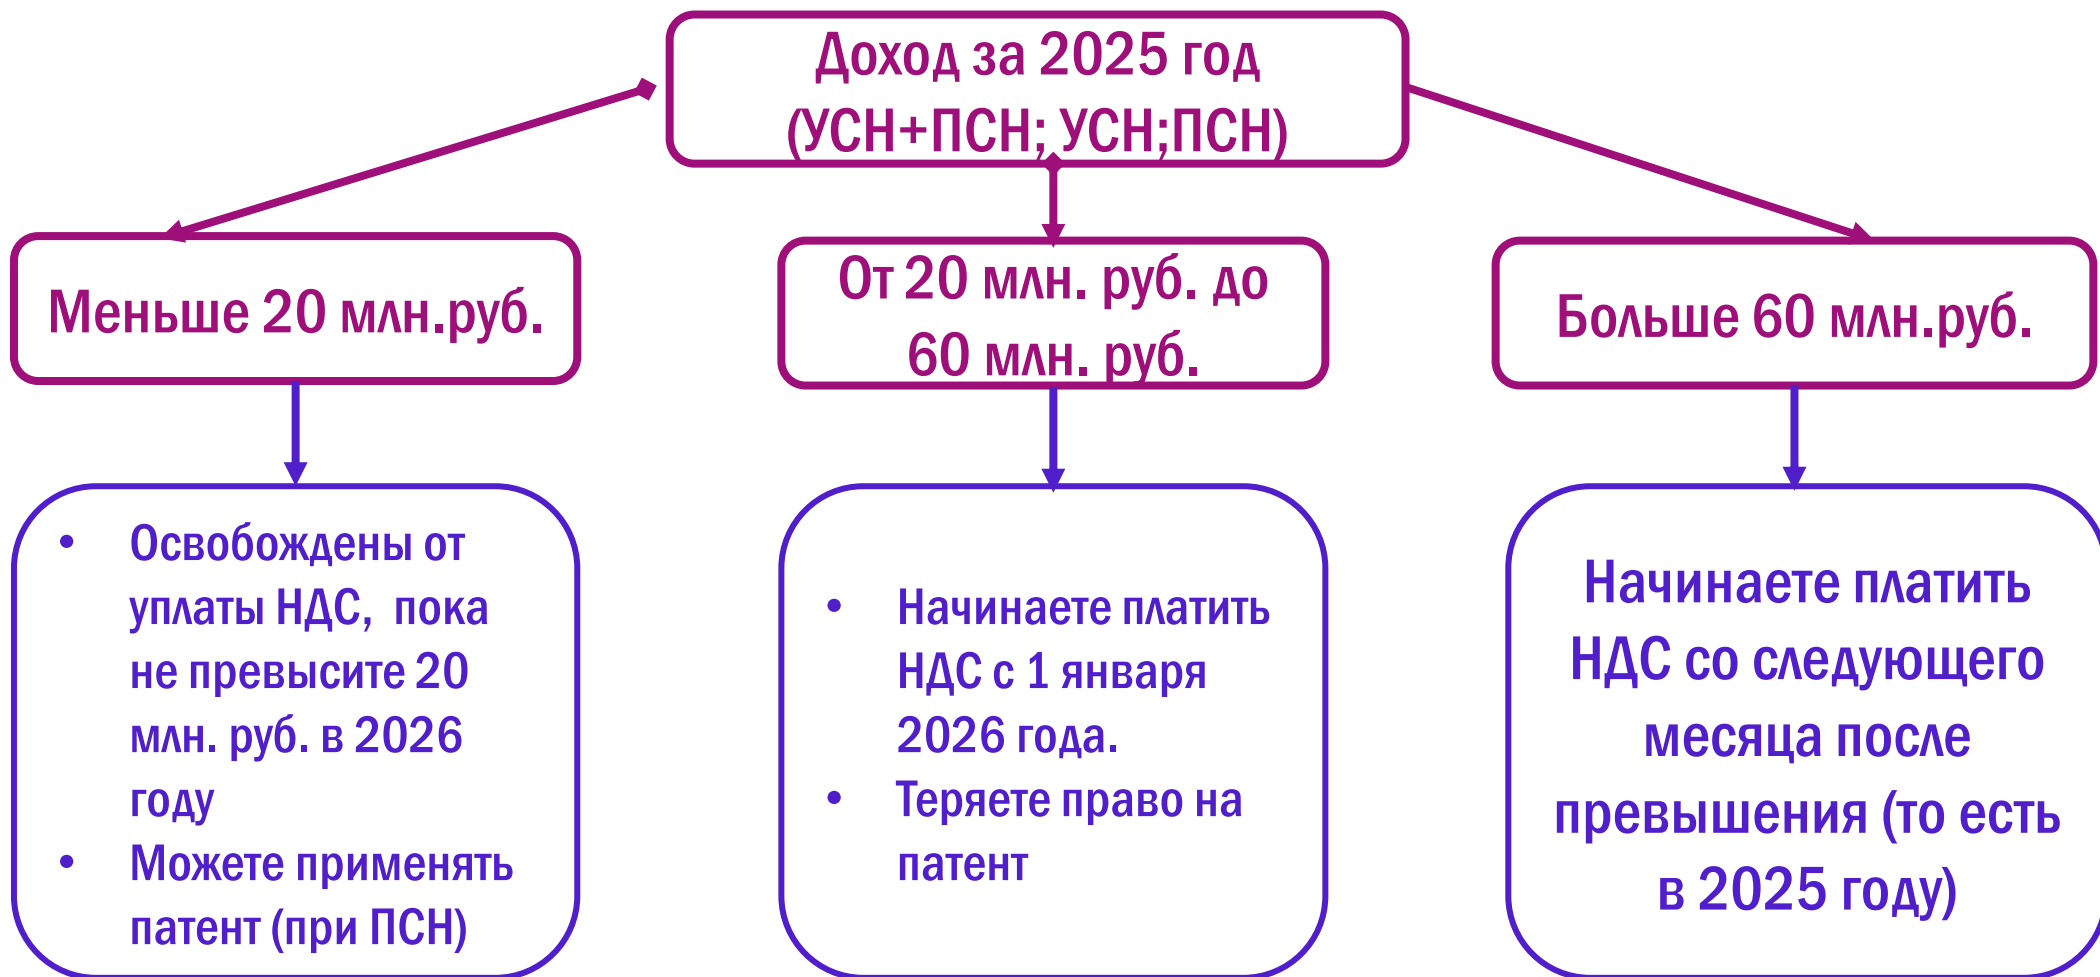 Доход за 2025 год
(УСН+ПСН; УСН;ПСН)
Меньше 20 млн.руб.
От 20 млн. руб. до
60 млн. руб.
Больше 60 млн.руб.
• Освобождены от
уплаты НДС, пока
не превысите 20
млн. руб. в 2026
году
• Можете применять
патент (при ПСН)
• Начинаете платить
НДС с 1 января
2026 года.
• Теряете право на
патент
Начинаете платить
НДС со следующего
месяца после
превышения (то есть
в 2025 году)